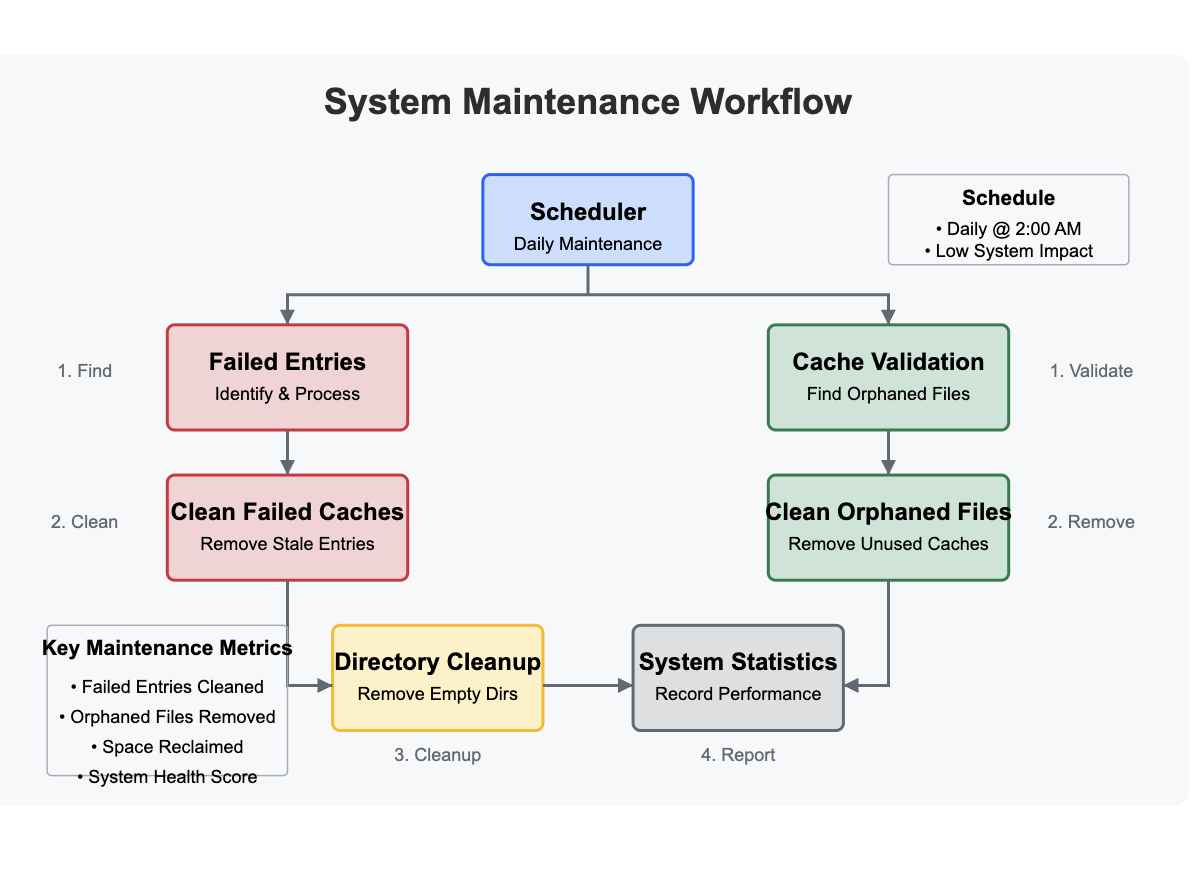 System Maintenance Workflow
Scheduler
Daily Maintenance
Schedule
• Daily @ 2:00 AM
• Low System Impact
1. Find
Failed Entries
Identify & Process
Cache Validation
Find Orphaned Files
1. Validate
2. Clean
Clean Failed Caches
Remove Stale Entries
Clean Orphaned Files
Remove Unused Caches
2. Remove
Key Maintenance Metrics
• Failed Entries Cleaned
• Orphaned Files Removed
• Space Reclaimed
• System Health Score
Directory Cleanup
Remove Empty Dirs
3. Cleanup
System Statistics
Record Performance
4. Report